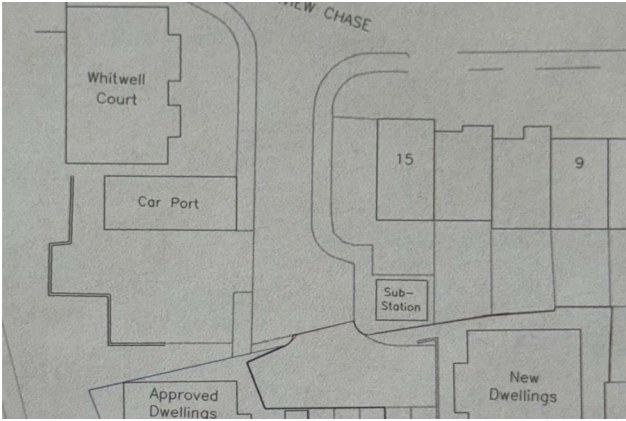 CHASE
Whitwell
Court
15
9
Car Port
Sub-
Station
Approved
Dwellings
New
Dwellings